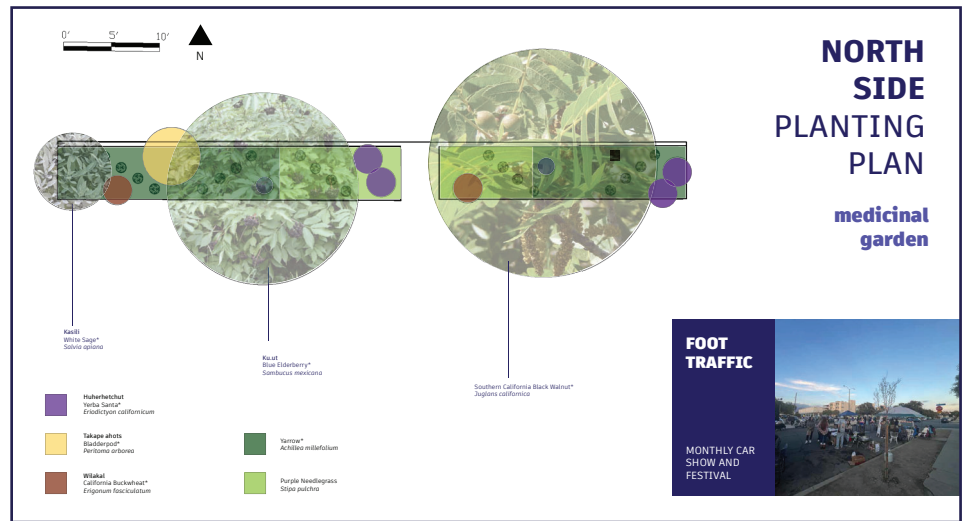 0' 5' 10'
N
NORTH
SIDE
PLANTING
PLAN
medicinal
garden
Kasili
White Sage*
Salvia apiana
Ku.ut
Blue Elderberry*
Sambucus mexicana
Southern California Black Walnut*
Juglans californica
Huherhetchut
Yerba Santa*
Eriodictyon californicum
Takape ahots
Bladderpod*
Peritoma arborea
Wilakal
California Buckwheat*
Erigonum fasciculatum
Yarrow*
Achillea millefolium
Purple Needlegrass
Stipa pulchra
FOOT
TRAFFIC
MONTHLY CAR
SHOW AND
FESTIVAL